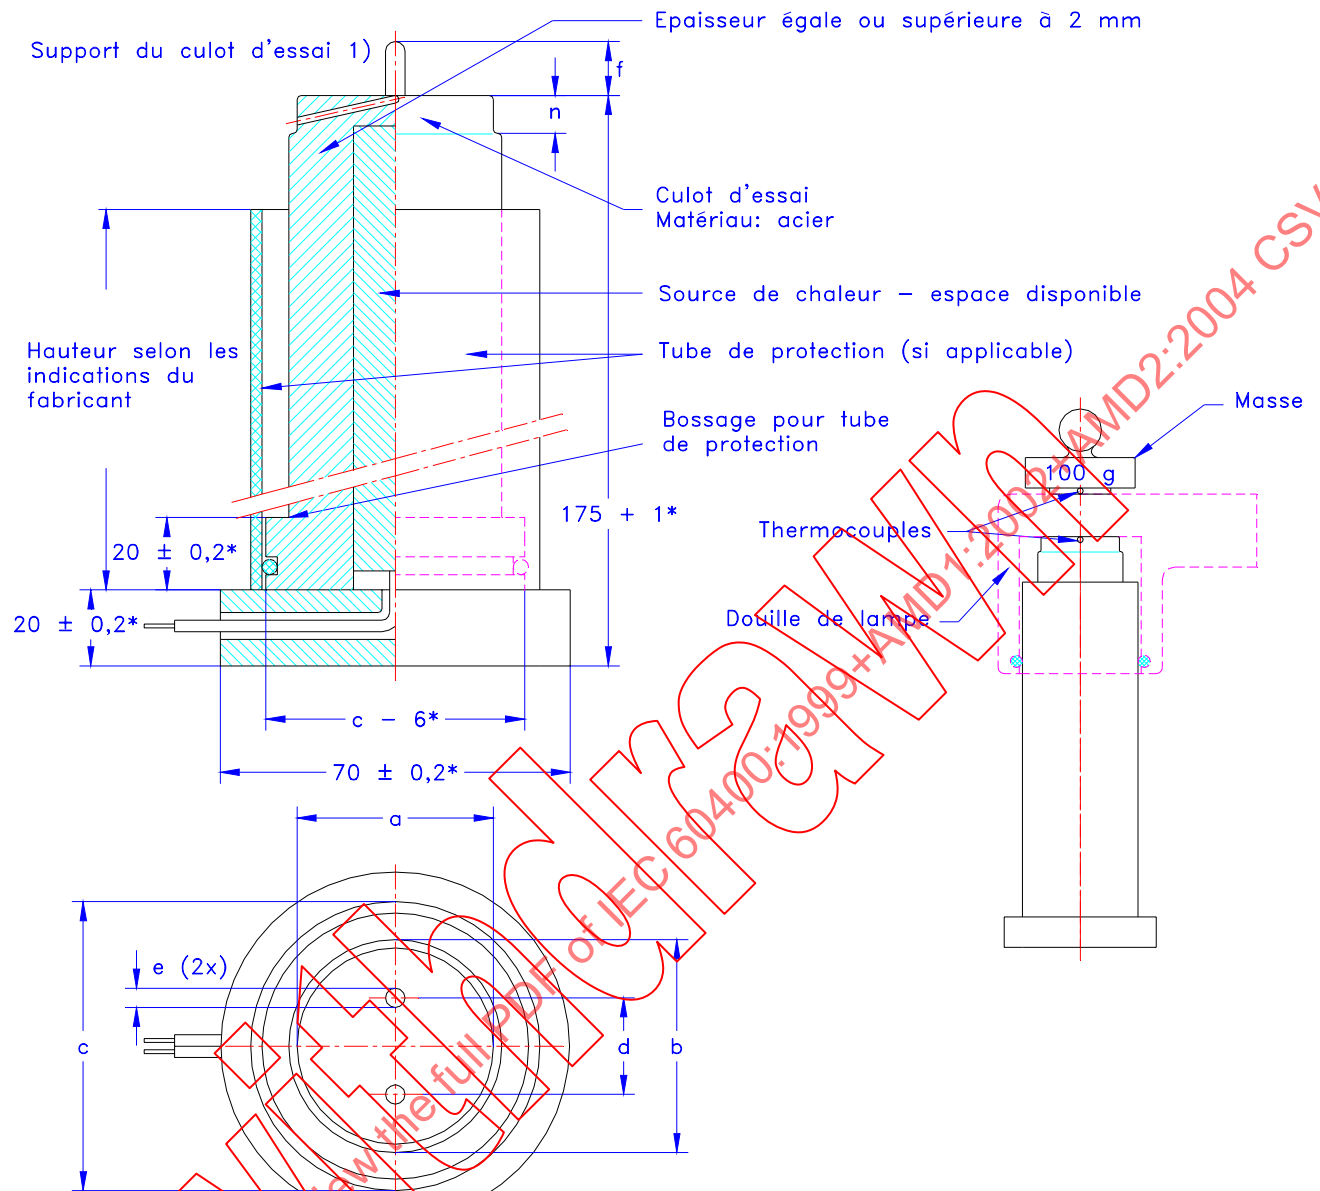 Epaisseur égale ou supérieure à 2 mm
Support du culot d'essai 1)
f
n
Culot d'essai
Matériau: acier
Source de chaleur – espace disponible
Hauteur selon les
indications du
fabricant
Tube de protection (si applicable)
Bossage pour tube
de protection
Masse
100 g
175 + 1*
Thermocouples
20 ± 0,2*
20 ± 0,2*
Douille de lampe
c – 6*
70 ± 0,2*
a
e (2x)
c
d
b
the full PDF of IEC 60400:1999+AMD1:2002+AMD2:2004 CSV
drawn